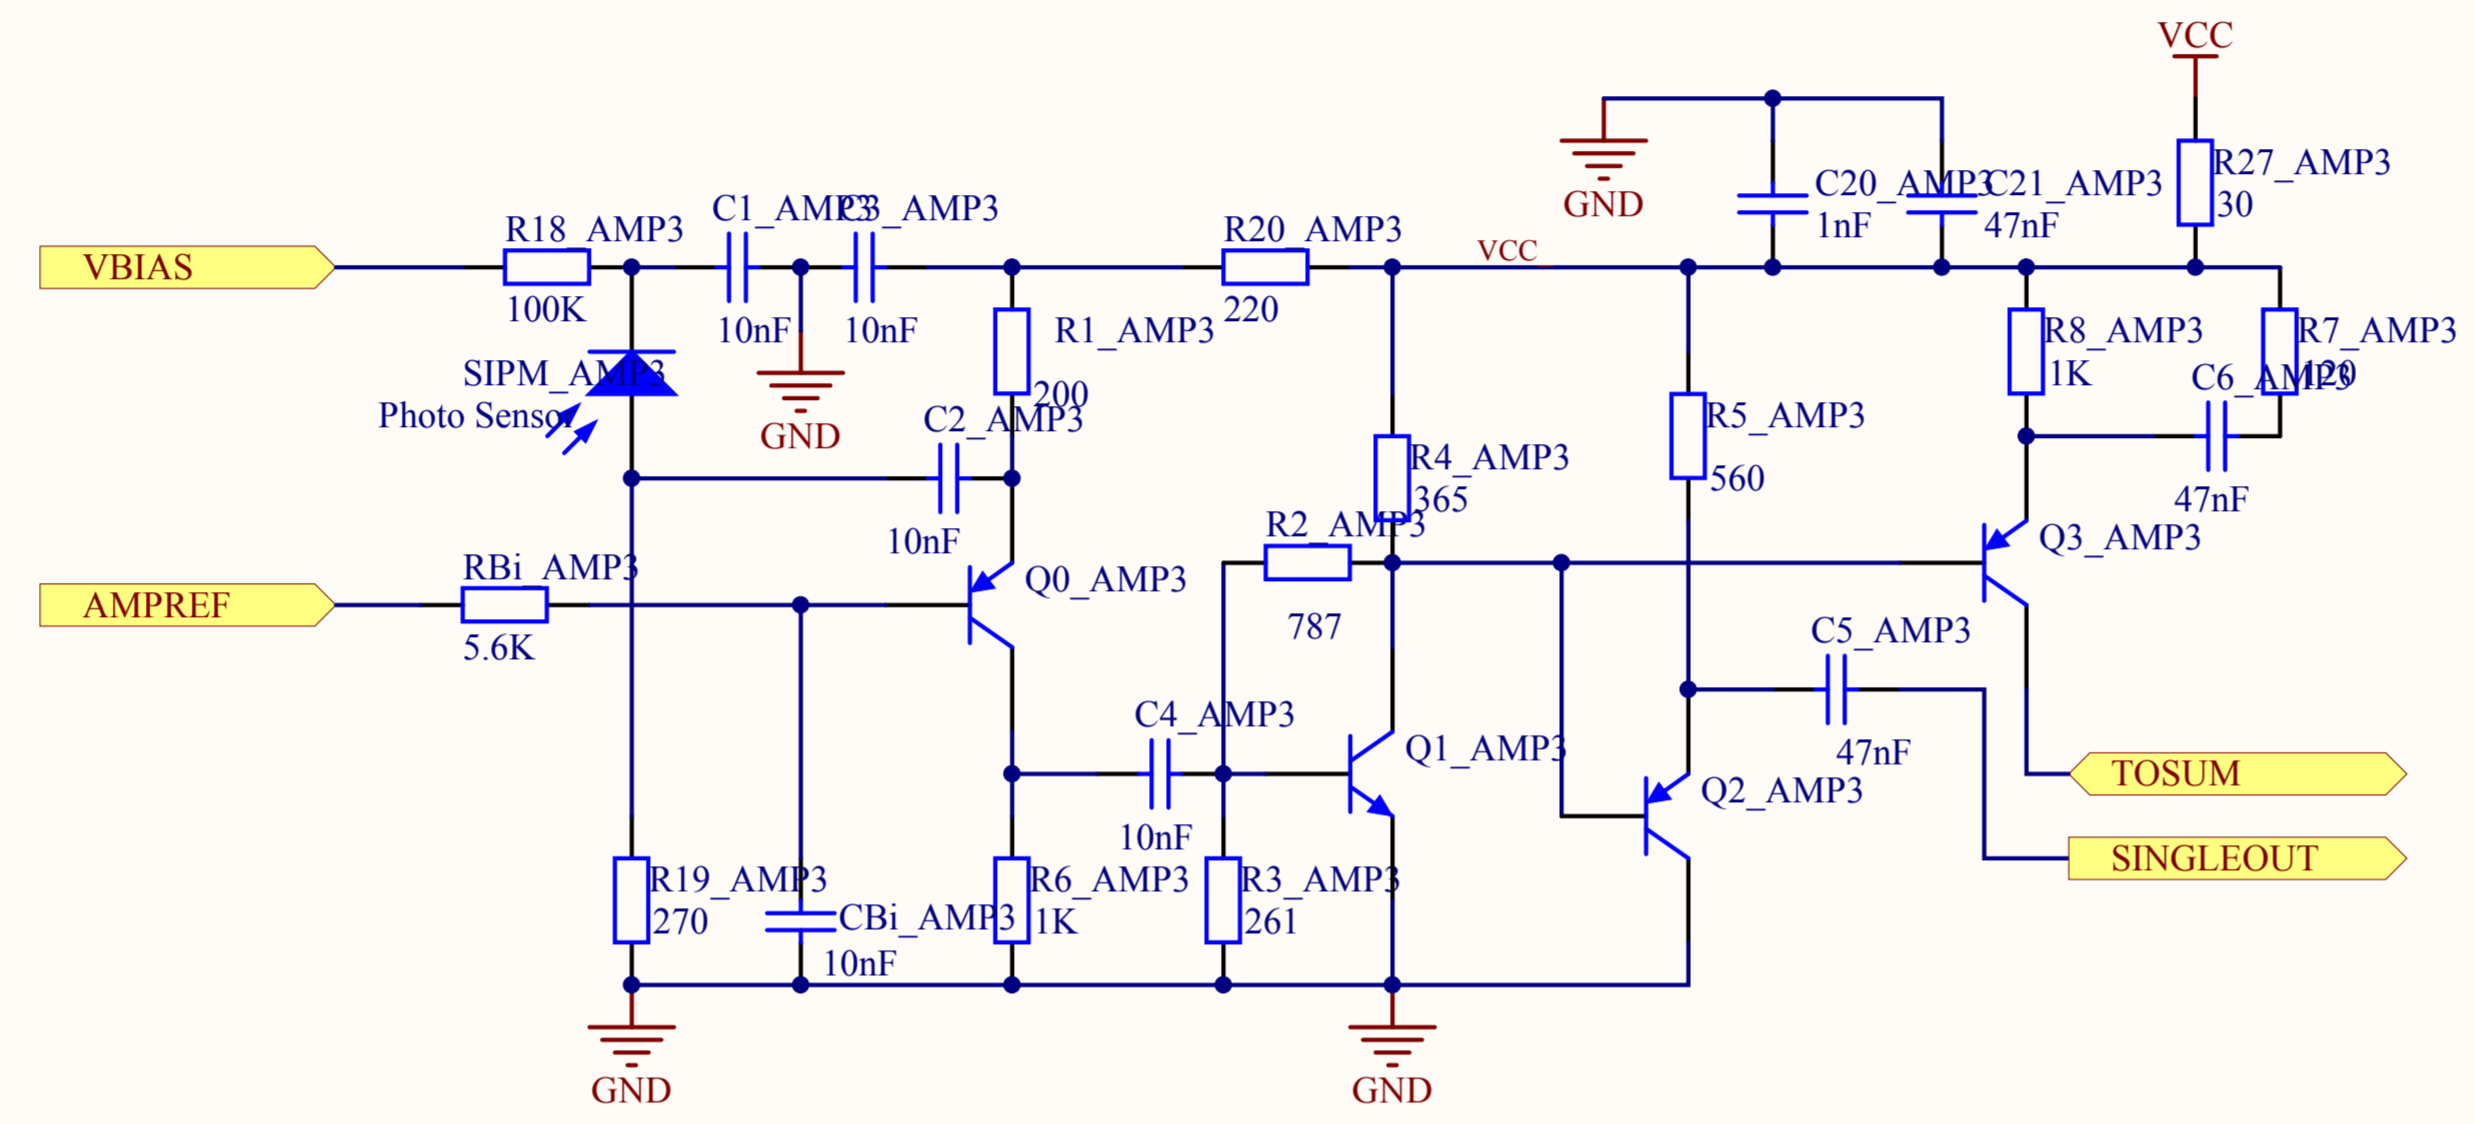 VCC
R27_AMP3
30
C20_AMP3
1nF
C21_AMP3
47nF
GND
C1_AMP3
10nF
C3_AMP3
10nF
R18_AMP3
100K
VBIAS
R20_AMP3
220
VCC
R1_AMP3
200
R8_AMP3
1K
R7_AMP3
120
C6_AMP3
47nF
SIPM_AMP3
Photo Sensor
GND
C2_AMP3
10nF
R5_AMP3
560
R4_AMP3
365
R2_AMP3
787
RBi_AMP3
5.6K
AMPREF
Q0_AMP3
Q3_AMP3
C5_AMP3
47nF
C4_AMP3
10nF
Q1_AMP3
Q2_AMP3
TOSUM
SINGLEOUT
R19_AMP3
270
CBi_AMP3
10nF
R6_AMP3
1K
R3_AMP3
261
GND
GND